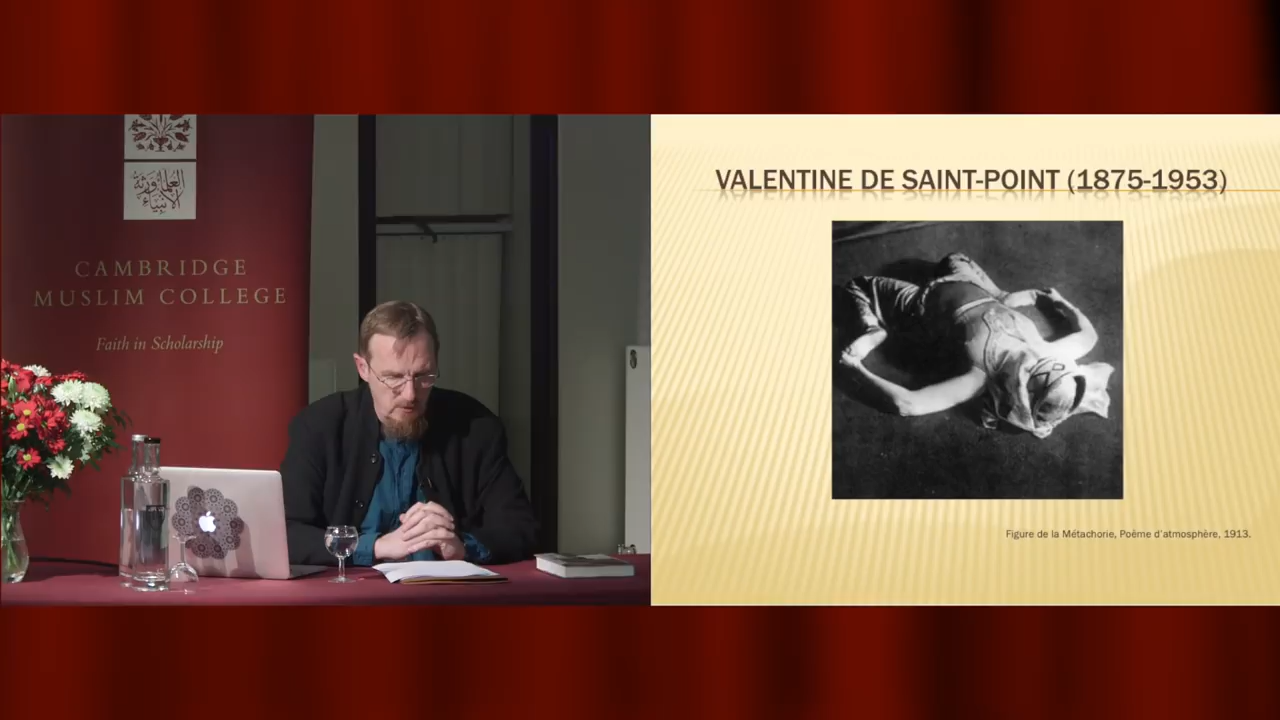 العلماء ورثة
الأنبياء
CAMBRIDGE
MUSLIM COLLEGE
Faith in Scholarship
VALENTINE DE SAINT-POINT (1875-1953)
Figure de la Métachorie, Poème d'atmosphère, 1913.